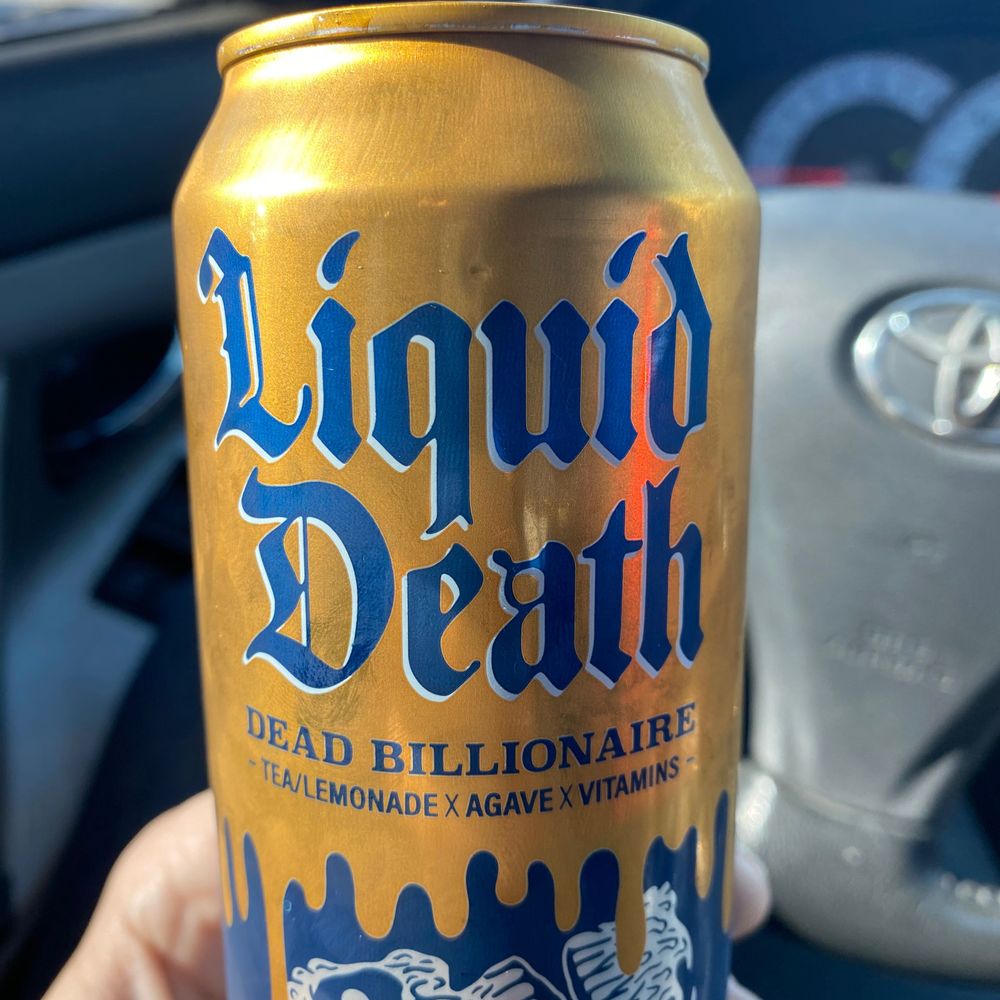 Liquid
Death
DEAD BILLIONAIRE
- TEA/LEMONADE X AGAVE X VITAMINS -